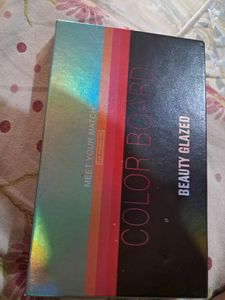 MEET YOUR MATCH
COLOR BOARD
BEAUTY GLAZED